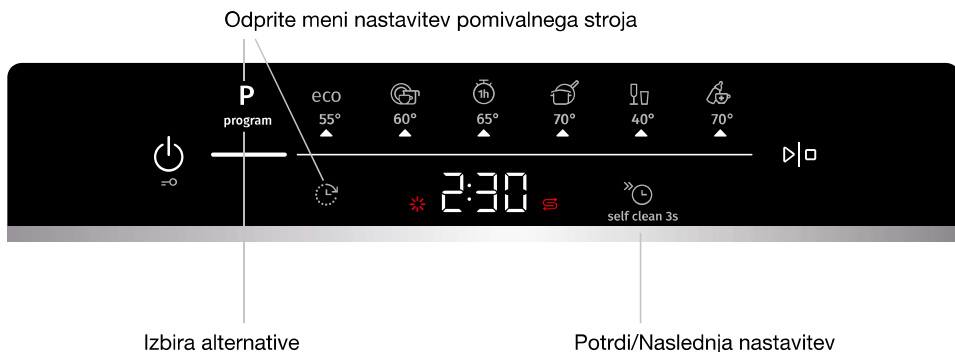 Odprite meni nastavitev pomivalnega stroja
P
program
eco
1h
55° 60° 65° 70° 40° 70°
2:30
self clean 3s
Izbira alternative
Potrdi/Naslednja nastavitev